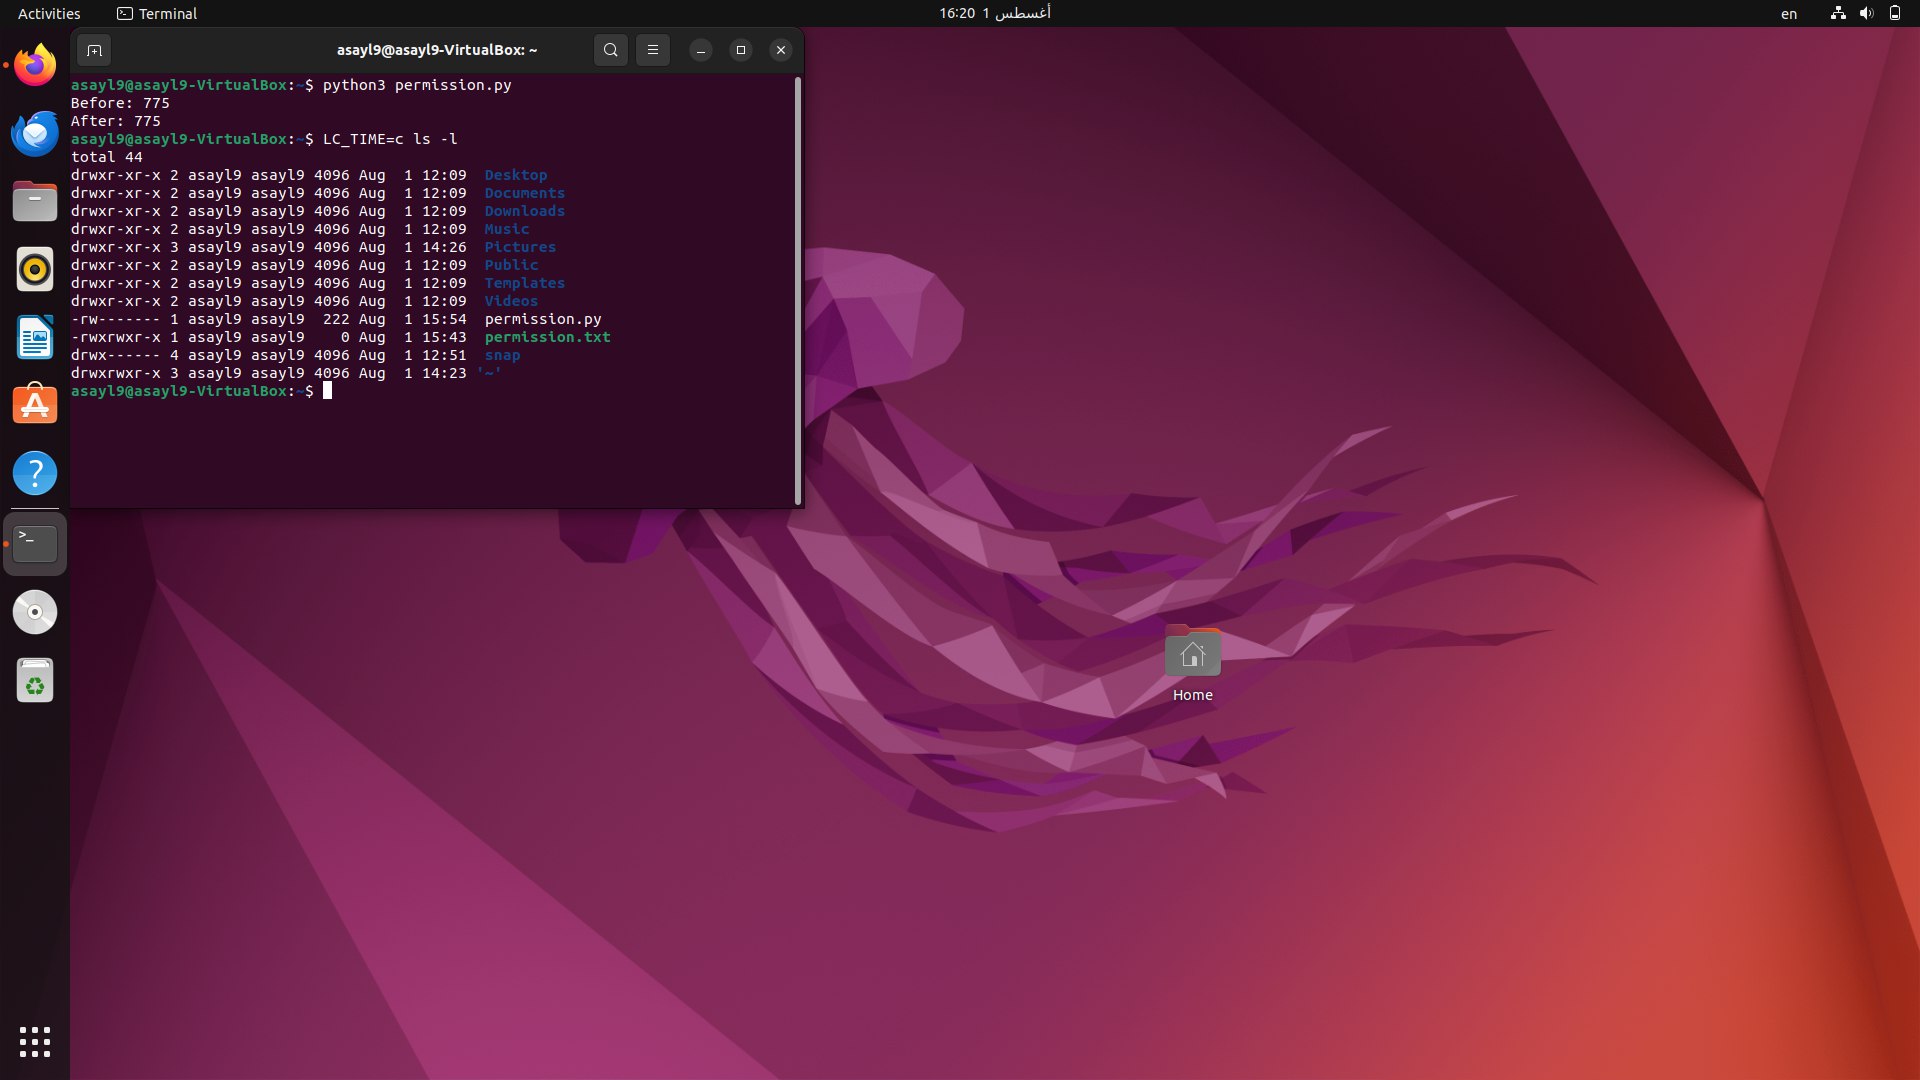 Activities
Terminal
16:20 1 أغسطس
en
asayl9@asayl9-VirtualBox: ~
asayl9@asayl9-VirtualBox:~$ python3 permission.py
Before: 775
After: 775
asayl9@asayl9-VirtualBox:~$ LC_TIME=c ls -l
total 44
drwxr-xr-x 2 asayl9 asayl9 4096 Aug  1 12:09  Desktop
drwxr-xr-x 2 asayl9 asayl9 4096 Aug  1 12:09  Documents
drwxr-xr-x 2 asayl9 asayl9 4096 Aug  1 12:09  Downloads
drwxr-xr-x 2 asayl9 asayl9 4096 Aug  1 12:09  Music
drwxr-xr-x 3 asayl9 asayl9 4096 Aug  1 14:26  Pictures
drwxr-xr-x 2 asayl9 asayl9 4096 Aug  1 12:09  Public
drwxr-xr-x 2 asayl9 asayl9 4096 Aug  1 12:09  Templates
drwxr-xr-x 2 asayl9 asayl9 4096 Aug  1 12:09  Videos
-rw------- 1 asayl9 asayl9  222 Aug  1 15:54  permission.py
-rwxrwxr-x 1 asayl9 asayl9    0 Aug  1 15:43  permission.txt
drwx------ 4 asayl9 asayl9 4096 Aug  1 12:51  snap
drwxrwxr-x 3 asayl9 asayl9 4096 Aug  1 14:23 '~'
asayl9@asayl9-VirtualBox:~$
Home